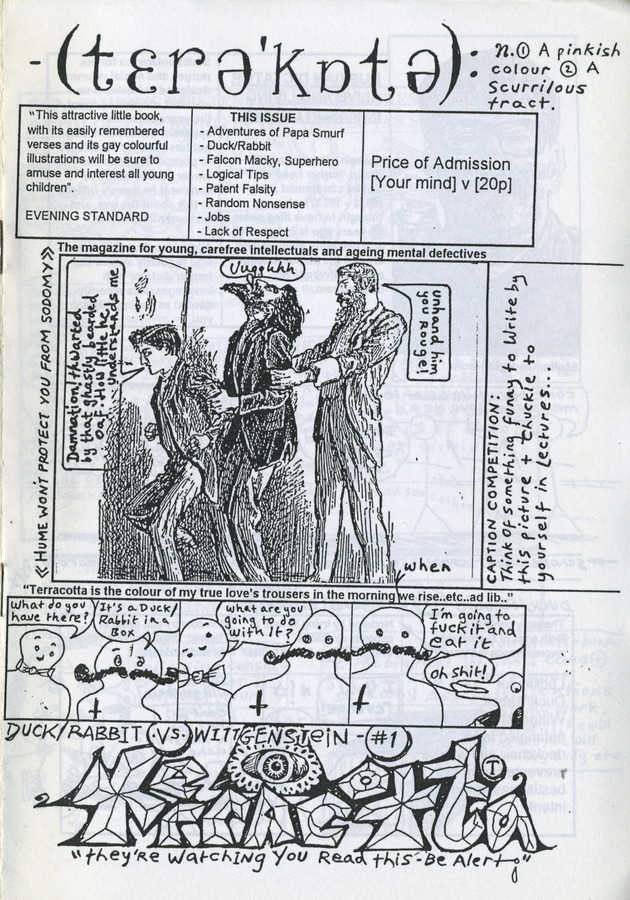 -(tɛrə'kɒtə):
n.① A pinkish
colour ② A
Scurrilous
tract.
"This attractive little book,
with its easily remembered
verses and its gay colourful
illustrations will be sure to
amuse and interest all young
children".
EVENING STANDARD
THIS ISSUE
- Adventures of Papa Smurf
- Duck/Rabbit
- Falcon Macky, Superhero
- Logical Tips
- Patent Falsity
- Random Nonsense
- Jobs
- Lack of Respect
Price of Admission
[Your mind] v [20p]
The magazine for young, carefree intellectuals and ageing mental defectives
《HUME WON'T PROTECT YOU FROM SODOMY》
Damnation! thwarted
by that ghastly bearded
oaf. How little he
understands me
Uugghhh
Unhand him
you Rouge!
CAPTION COMPETITION:
Think of something funny to Write by
this picture + chuckle to
yourself in Lectures...
when
"Terracotta is the colour of my true love's trousers in the morning we rise..etc..ad lib.."
what do you
have there?
It's a Duck/
Rabbit in a
Box
what are you
going to do
with It?
I'm going to
fuck it and
eat it
oh shit!
DUCK/RABBIT .Vs. WITTGENSTEiN - (#1)
Terracotta
"they're Watching You Read this - Be Alert"